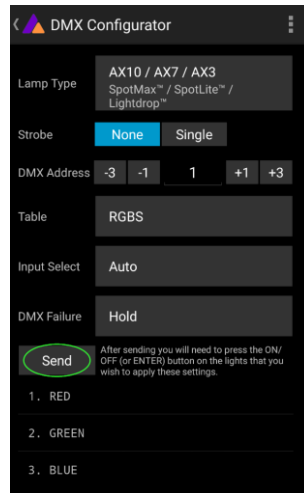 DMX Configurator
Lamp Type
AX10 / AX7 / AX3
SpotMax™ / SpotLite™ /
Lightdrop™
Strobe
None Single
DMX Address -3 -1 1 +1 +3
Table RGBS
Input Select Auto
DMX Failure Hold
Send
After sending you will need to press the ON/
OFF (or ENTER) button on the lights that you
wish to apply these settings.
1. RED
2. GREEN
3. BLUE